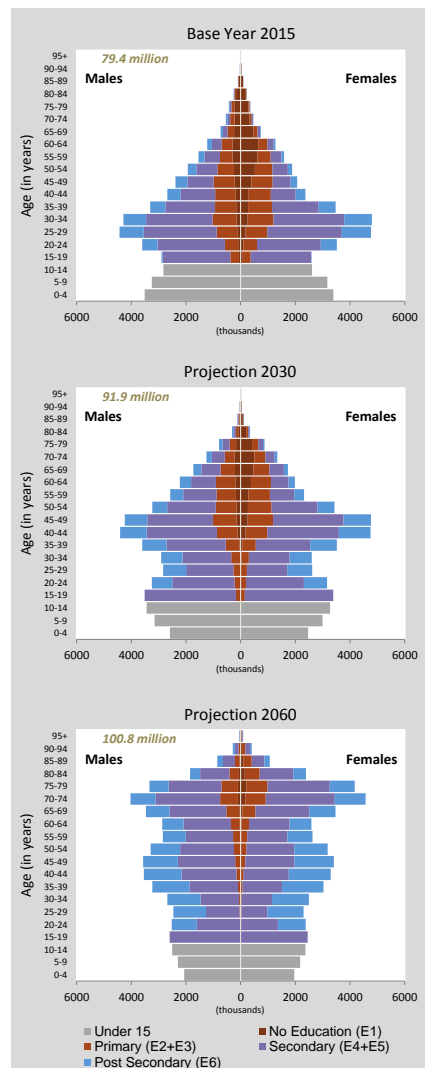 Base Year 2015
79.4 million
Males
Females
Age (in years)
95+
90-94
85-89
80-84
75-79
70-74
65-69
60-64
55-59
50-54
45-49
40-44
35-39
30-34
25-29
20-24
15-19
10-14
5-9
0-4
6000 4000 2000 0 2000 4000 6000
(thousands)
Projection 2030
91.9 million
Males
Females
Age (in years)
95+
90-94
85-89
80-84
75-79
70-74
65-69
60-64
55-59
50-54
45-49
40-44
35-39
30-34
25-29
20-24
15-19
10-14
5-9
0-4
6000 4000 2000 0 2000 4000 6000
(thousands)
Projection 2060
100.8 million
Males
Females
Age (in years)
95+
90-94
85-89
80-84
75-79
70-74
65-69
60-64
55-59
50-54
45-49
40-44
35-39
30-34
25-29
20-24
15-19
10-14
5-9
0-4
6000 4000 2000 0 2000 4000 6000
(thousands)
Under 15 No Education (E1)
Primary (E2+E3) Secondary (E4+E5)
Post Secondary (E6)